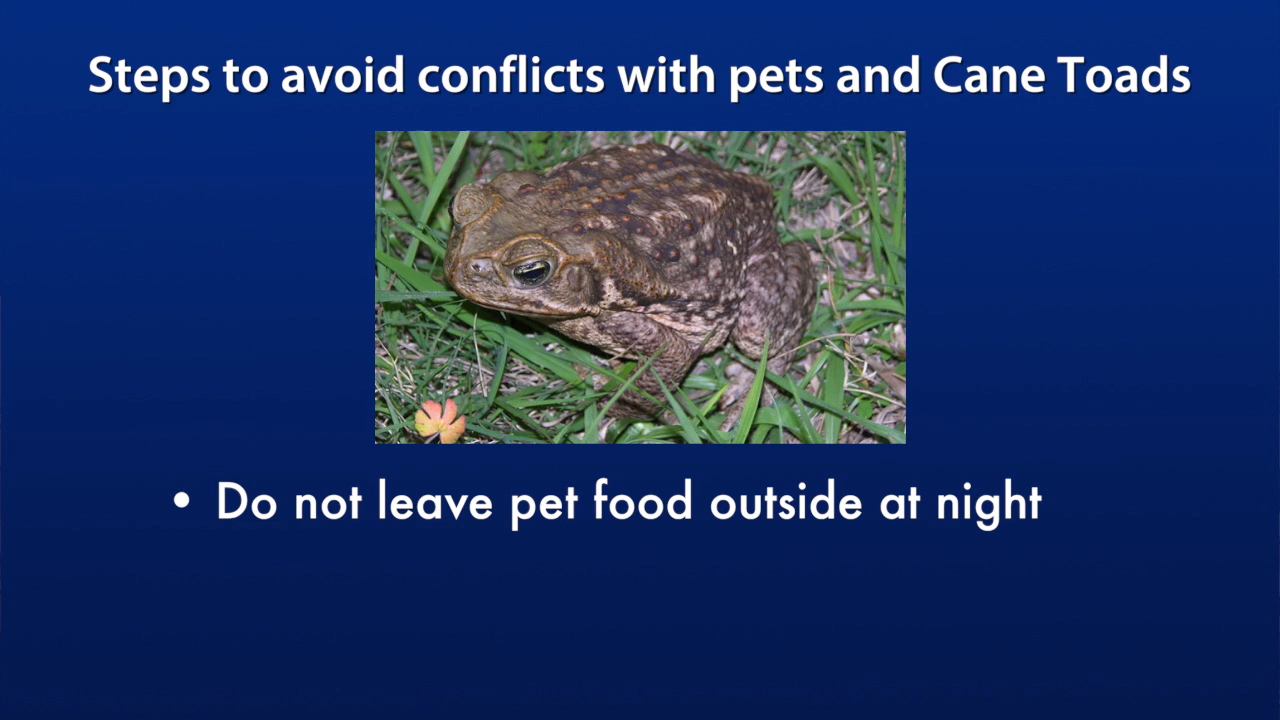 Steps to avoid conflicts with pets and Cane Toads
• Do not leave pet food outside at night